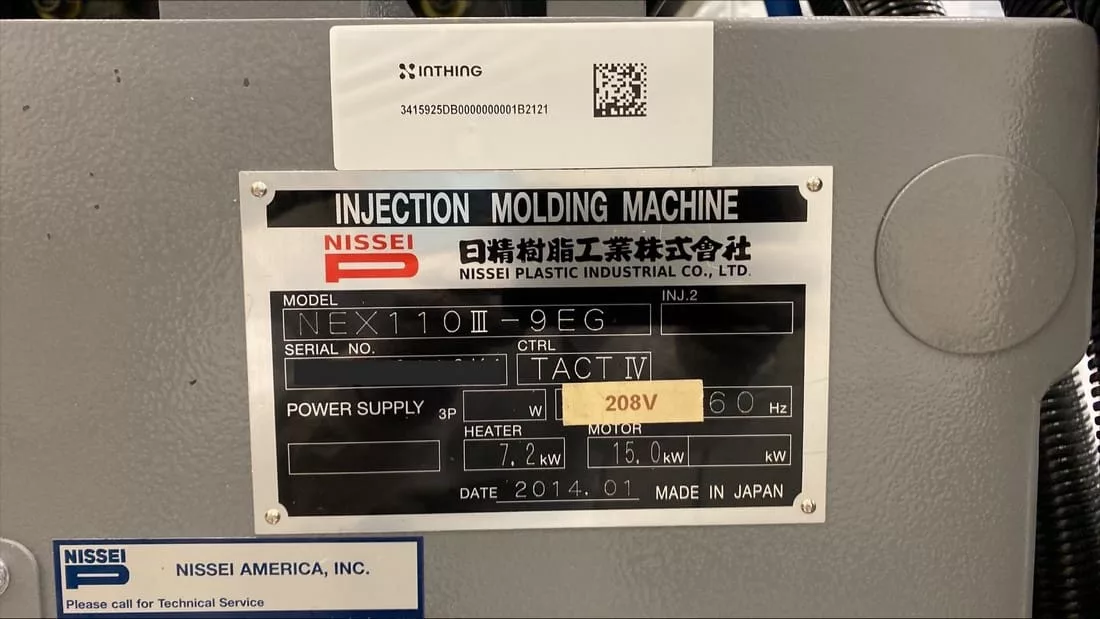 INTHING
3415925DB0000000001B2121
INJECTION MOLDING MACHINE
NISSEI
日精樹脂工業株式會社
NISSEI PLASTIC INDUSTRIAL CO., LTD.
MODEL
INJ.2
NEX110Ⅲ-9EG
SERIAL NO.
CTRL
TACT Ⅳ
POWER SUPPLY 3P W 208V 60 Hz
HEATER MOTOR
7.2 kW 15.0 kW kW
DATE 2014.01 MADE IN JAPAN
NISSEI
NISSEI AMERICA, INC.
Please call for Technical Service